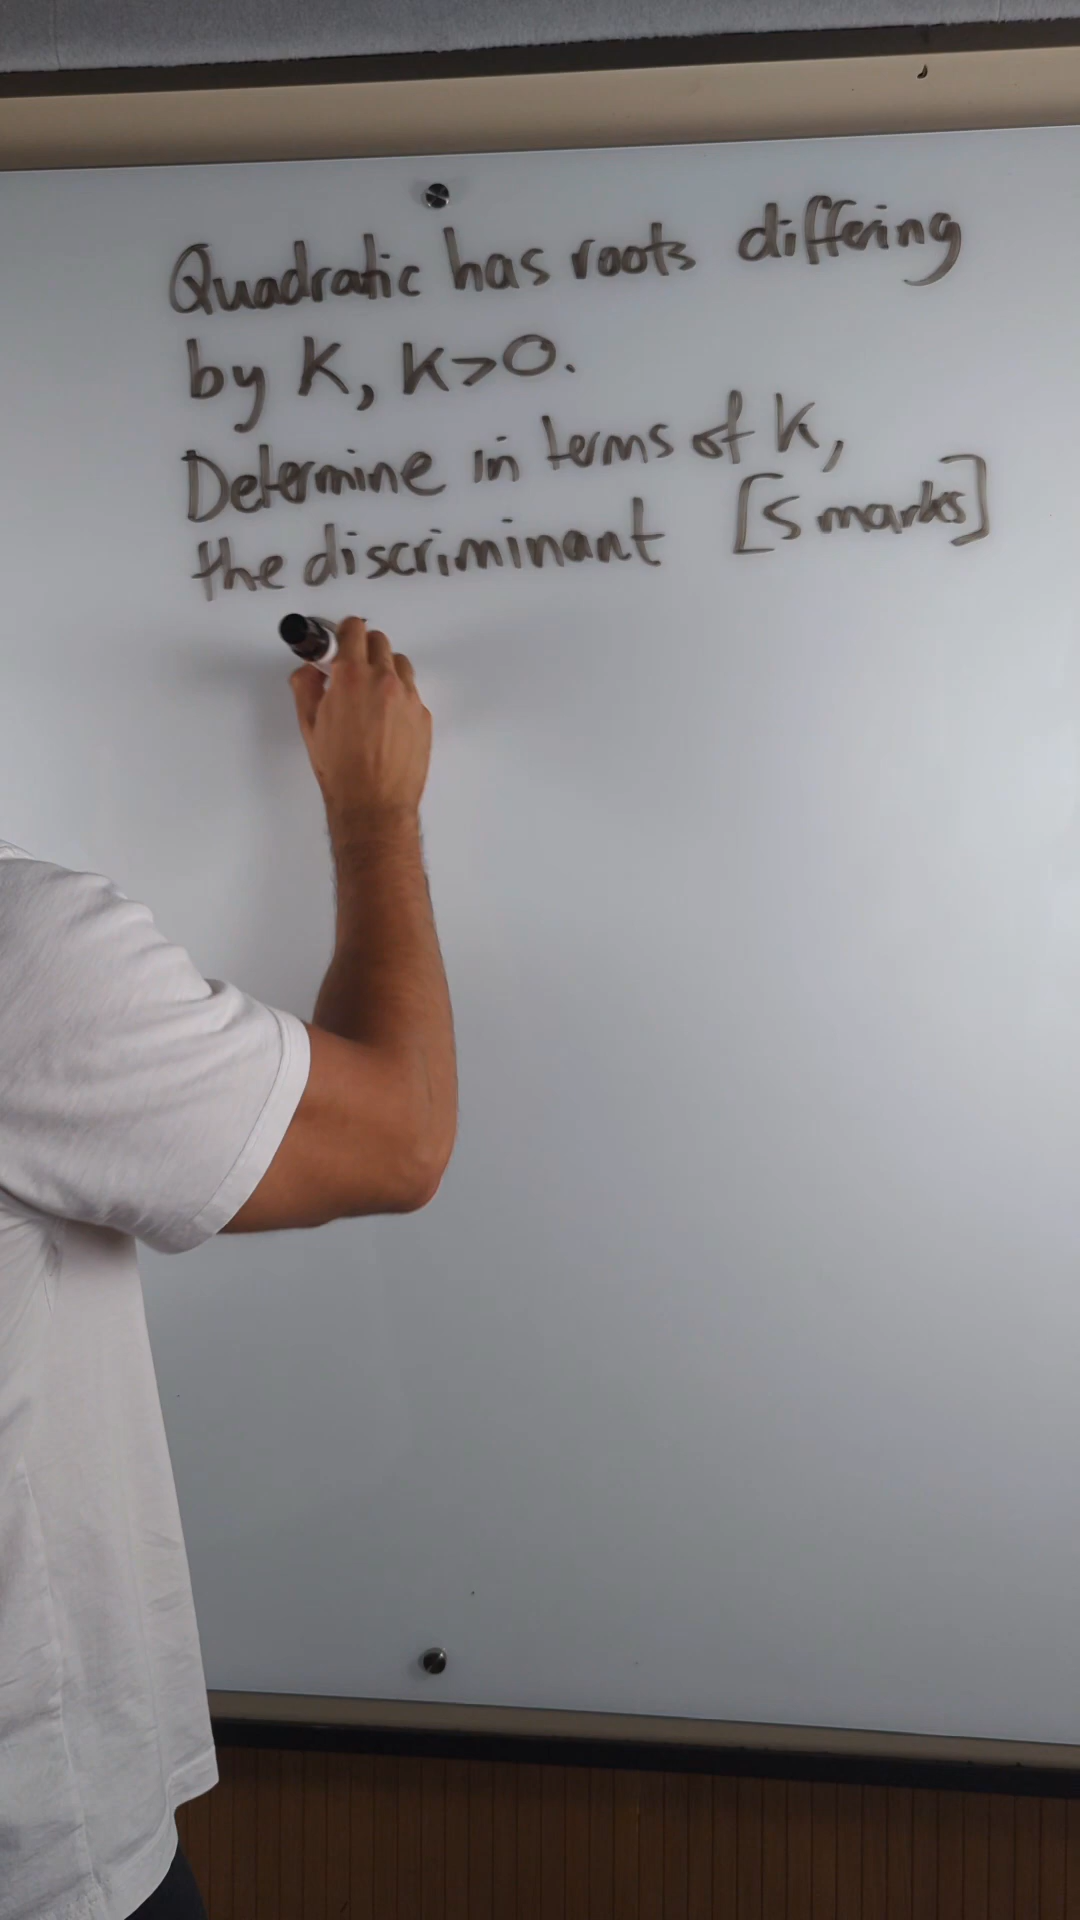 Quadratic has roots differing
by K, K>0.
Determine in terms of K,
the discriminant [5 marks]